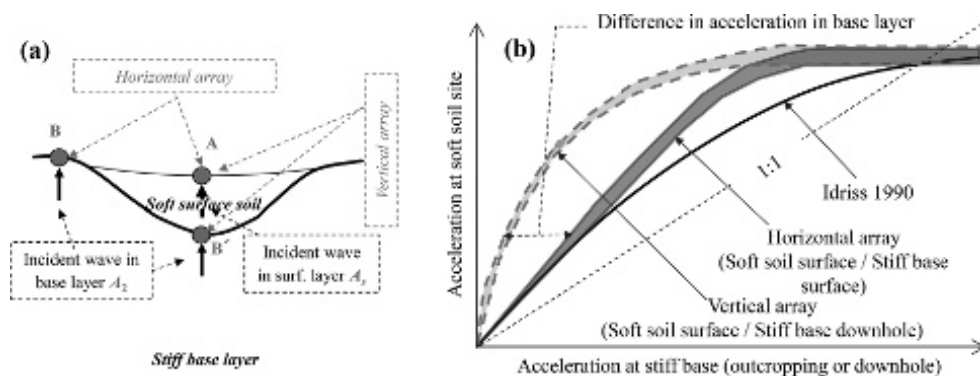 (a)
Horizontal array
B
A
Vertical array
Soft surface soil
B
Incident wave in
base layer A₂
Incident wave
in surf. layer Aₛ
Stiff base layer
Difference in acceleration in base layer
(b)
Acceleration at soft soil site
1:1
Idriss 1990
Horizontal array
(Soft soil surface / Stiff base
surface)
Vertical array
(Soft soil surface / Stiff base downhole)
Acceleration at stiff base (outcropping or downhole)